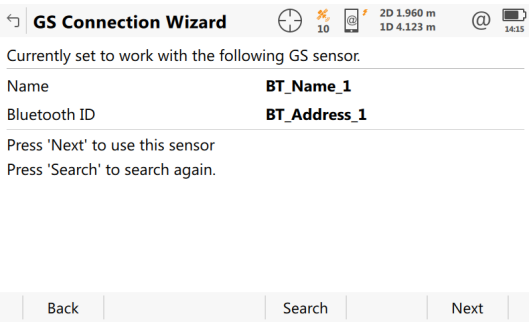 GS Connection Wizard
10
@
2D 1.960 m
1D 4.123 m
@
14:15
Currently set to work with the following GS sensor.
Name BT_Name_1
Bluetooth ID BT_Address_1
Press 'Next' to use this sensor
Press 'Search' to search again.
Back Search Next